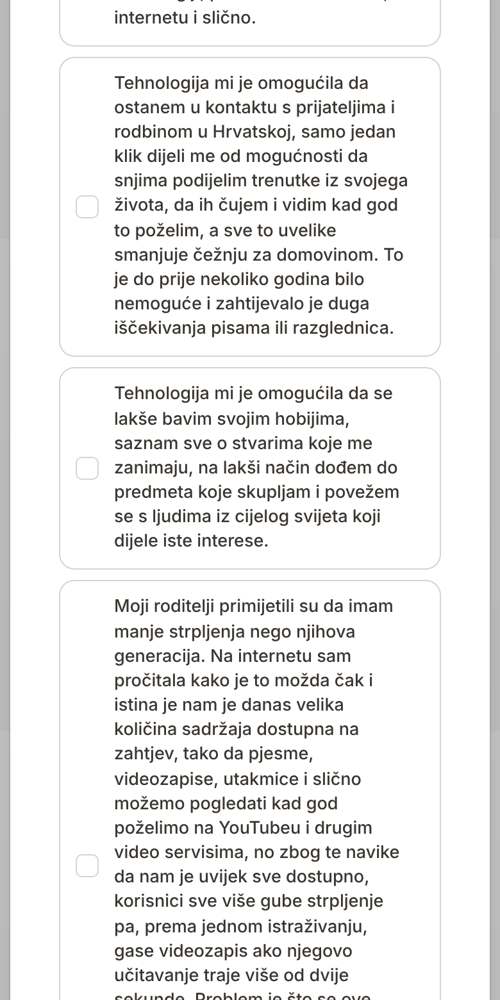 internetu i slično.
Tehnologija mi je omogućila da
ostanem u kontaktu s prijateljima i
rodbinom u Hrvatskoj, samo jedan
klik dijeli me od mogućnosti da
snjima podijelim trenutke iz svojega
života, da ih čujem i vidim kad god
to poželim, a sve to uvelike
smanjuje čežnju za domovinom. To
je do prije nekoliko godina bilo
nemoguće i zahtijevalo je duga
iščekivanja pisama ili razglednica.
Tehnologija mi je omogućila da se
lakše bavim svojim hobijima,
saznam sve o stvarima koje me
zanimaju, na lakši način dođem do
predmeta koje skupljam i povežem
se s ljudima iz cijelog svijeta koji
dijele iste interese.
Moji roditelji primijetili su da imam
manje strpljenja nego njihova
generacija. Na internetu sam
pročitala kako je to možda čak i
istina je nam je danas velika
količina sadržaja dostupna na
zahtjev, tako da pjesme,
videozapise, utakmice i slično
možemo pogledati kad god
poželimo na YouTubeu i drugim
video servisima, no zbog te navike
da nam je uvijek sve dostupno,
korisnici sve više gube strpljenje
pa, prema jednom istraživanju,
gase videozapis ako njegovo
učitavanje traje više od dvije
sekunde. Problem je što se ove